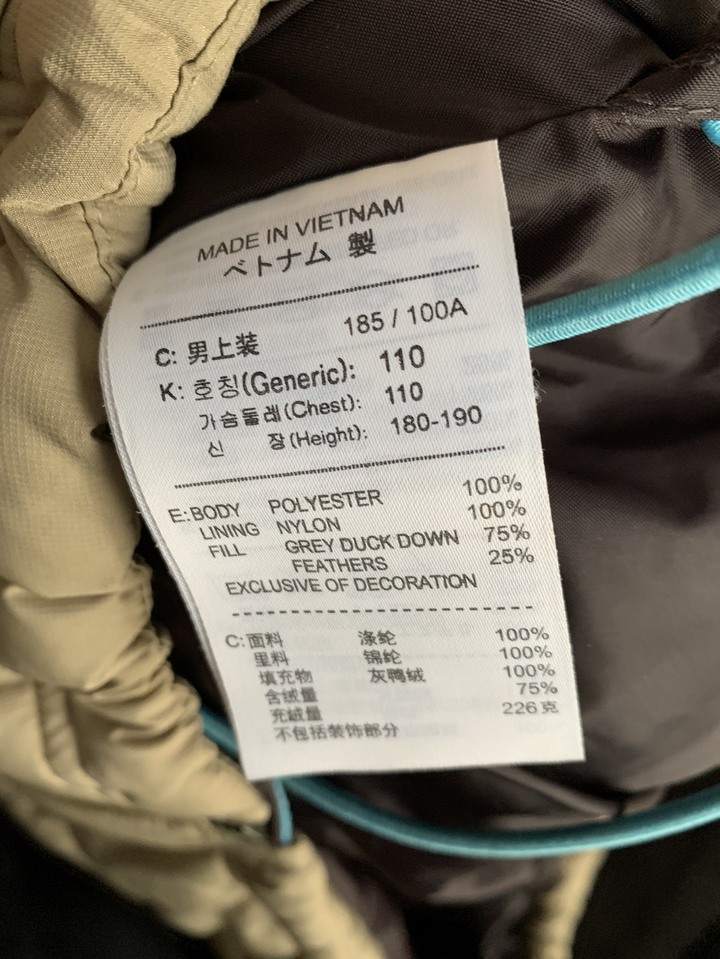 MADE IN VIETNAM
ベトナム 製
C: 男上装 185 / 100A
K: 호칭(Generic): 110
가슴둘레(Chest): 110
신 장(Height): 180-190
E: BODY POLYESTER 100%
LINING NYLON 100%
FILL GREY DUCK DOWN 75%
FEATHERS 25%
EXCLUSIVE OF DECORATION
C: 面料 涤纶 100%
里料 锦纶 100%
填充物 灰鸭绒 100%
含绒量 75%
充绒量 226克
不包括装饰部分